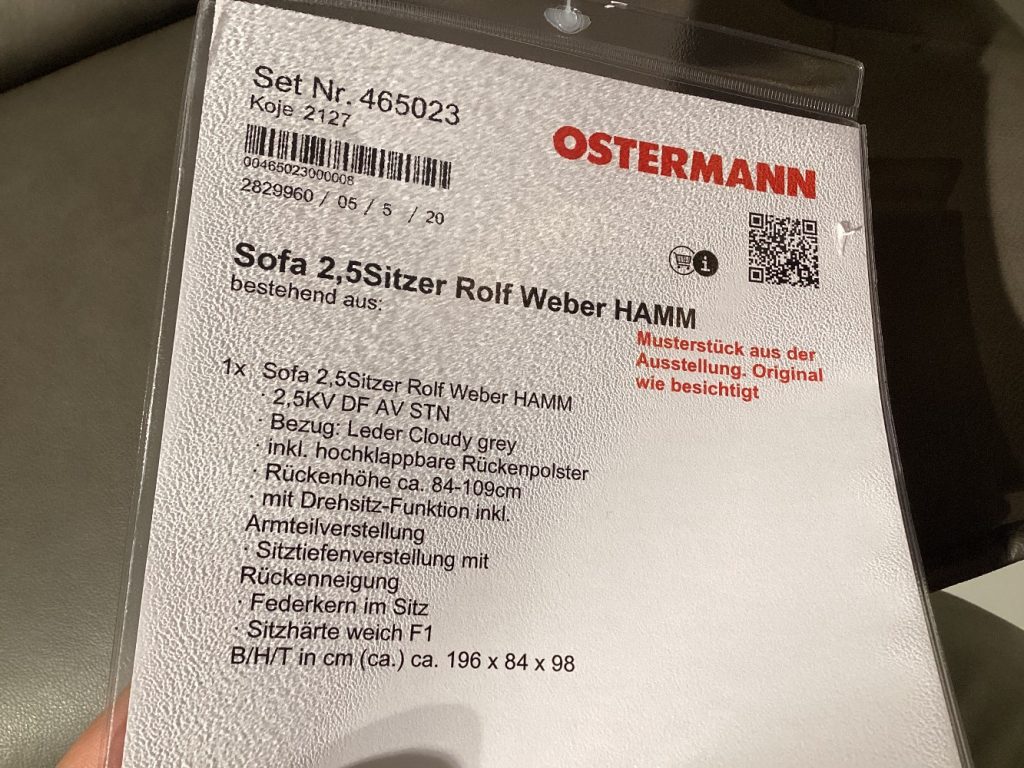 Set Nr. 465023
Koje 2127
00465023000008
2829960 / 05 / 5 / 20
OSTERMANN
i
Sofa 2,5Sitzer Rolf Weber HAMM
bestehend aus:
Musterstück aus der
Ausstellung. Original
wie besichtigt
1x Sofa 2,5Sitzer Rolf Weber HAMM
· 2,5KV DF AV STN
· Bezug: Leder Cloudy grey
· inkl. hochklappbare Rückenpolster
· Rückenhöhe ca. 84-109cm
· mit Drehsitz-Funktion inkl.
Armteilverstellung
· Sitztiefenverstellung mit
Rückenneigung
· Federkern im Sitz
· Sitzhärte weich F1
B/H/T in cm (ca.) ca. 196 x 84 x 98